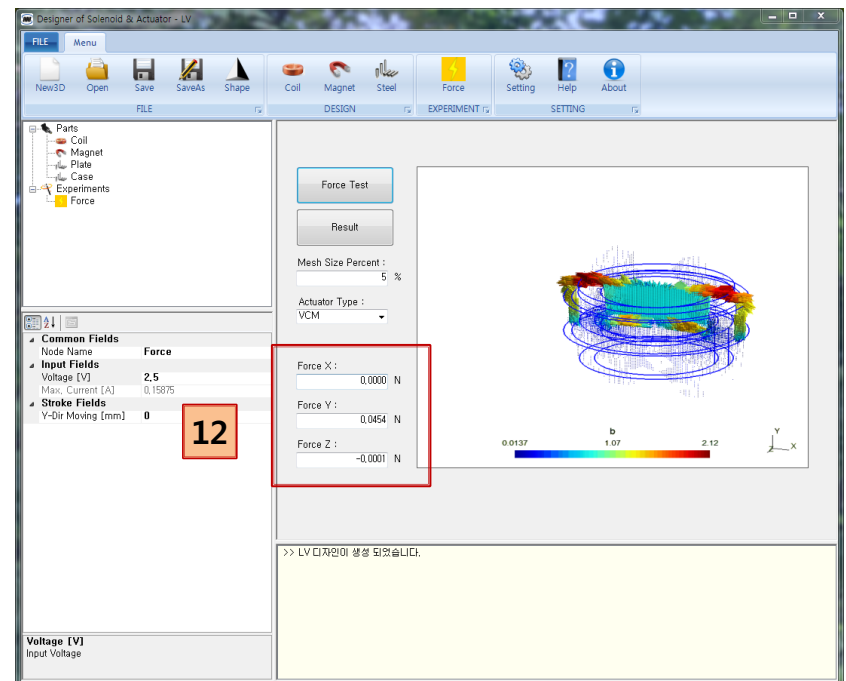 Designer of Solenoid & Actuator - LV
FILE Menu
New3D Open Save SaveAs Shape Coil Magnet Steel Force Setting Help About
FILE DESIGN EXPERIMENT SETTING
Parts
Coil
Magnet
Plate
Case
Experiments
Force
Force Test
Result
Mesh Size Percent :
5 %
Actuator Type :
VCM
Common Fields
Node Name Force
Input Fields
Voltage [V] 2,5
Max, Current [A] 0,15875
Stroke Fields
Y-Dir Moving [mm] 0
12
Force X :
0,0000 N
Force Y :
0,0454 N
Force Z :
-0,0001 N
b
0.0137 1.07 2.12
Y
Z X
>> LV 디자인이 생성 되었습니다.
Voltage [V]
Input Voltage